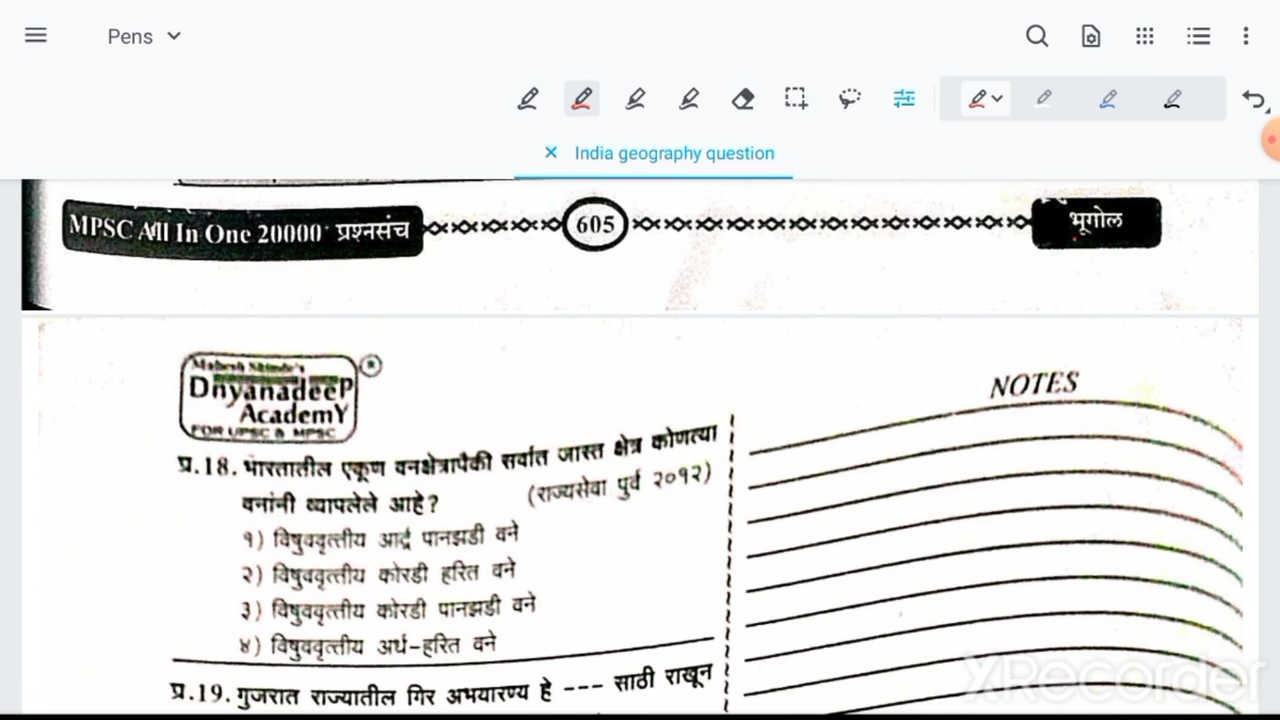 Pens
India geography question
MPSC All In One 20000 प्रश्नसंच
605
भूगोल
Mahesh Shinde's
DnyanadeeP
AcademY
FOR UPSC & MPSC
NOTES
प्र.18. भारतातील एकूण वनक्षेत्रापैकी सर्वात जास्त क्षेत्र कोणत्या
वनांनी व्यापलेले आहे? (राज्यसेवा पुर्व २०१२)
१) विषुववृत्तीय आर्द्र पानझडी वने
२) विषुववृत्तीय कोरडी हरित वने
३) विषुववृत्तीय कोरडी पानझडी वने
४) विषुववृत्तीय अर्ध-हरित वने
प्र.19. गुजरात राज्यातील गिर अभयारण्य हे --- साठी राखून
XRecorder